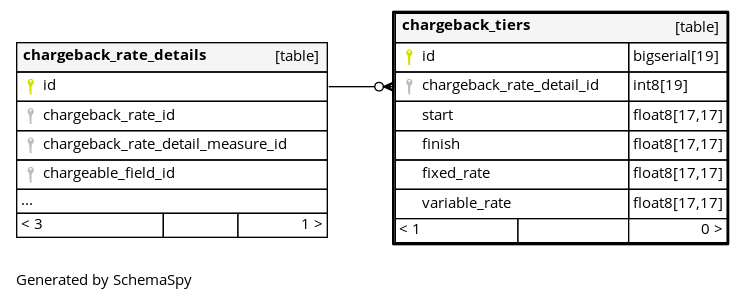 chargeback_rate_details [table]
id
chargeback_rate_id
chargeback_rate_detail_measure_id
chargeable_field_id
...
< 3 1 >
chargeback_tiers [table]
id bigserial[19]
chargeback_rate_detail_id int8[19]
start float8[17,17]
finish float8[17,17]
fixed_rate float8[17,17]
variable_rate float8[17,17]
< 1 0 >
Generated by SchemaSpy